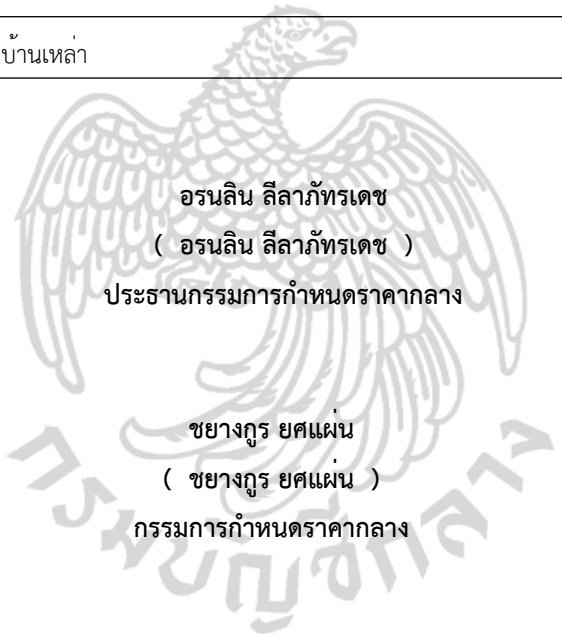 บ้านเหล่า
อรนลิน ลีลาภัทรเดช
( อรนลิน ลีลาภัทรเดช )
ประธานกรรมการกำหนดราคากลาง
ชยางกูร ยศแผ่น
( ชยางกูร ยศแผ่น )
กรรมการกำหนดราคากลาง
กรมบัญชีกลาง